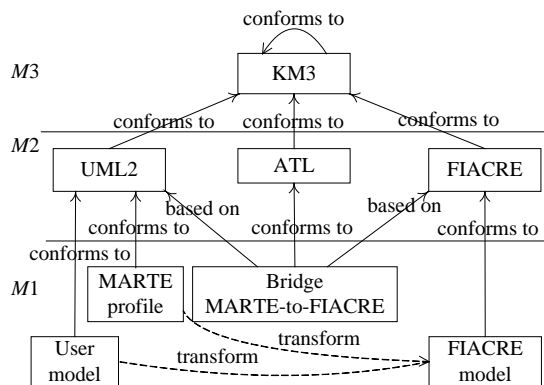 conforms to
M3
KM3
conforms to conforms to conforms to
M2
UML2 ATL FIACRE
based on based on
conforms to conforms to conforms to
conforms to
M1
MARTE profile
Bridge MARTE-to-FIACRE
transform
User model
transform
FIACRE model